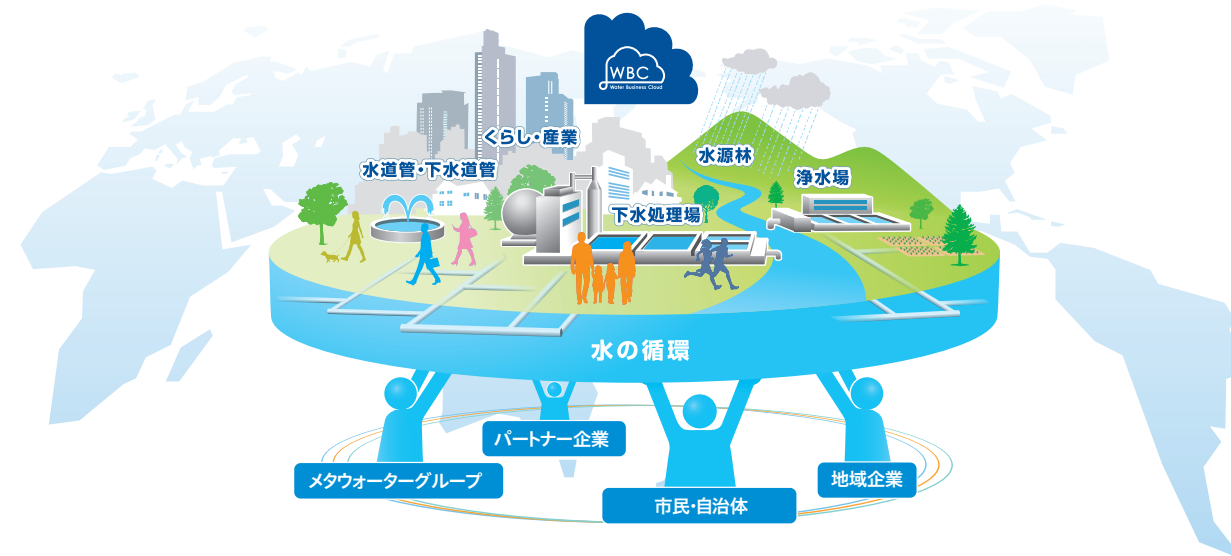 WBC
Water Business Cloud
くらし・産業
水道管・下水道管
水源林
浄水場
下水処理場
水の循環
パートナー企業
メタウォーターグループ
地域企業
市民・自治体